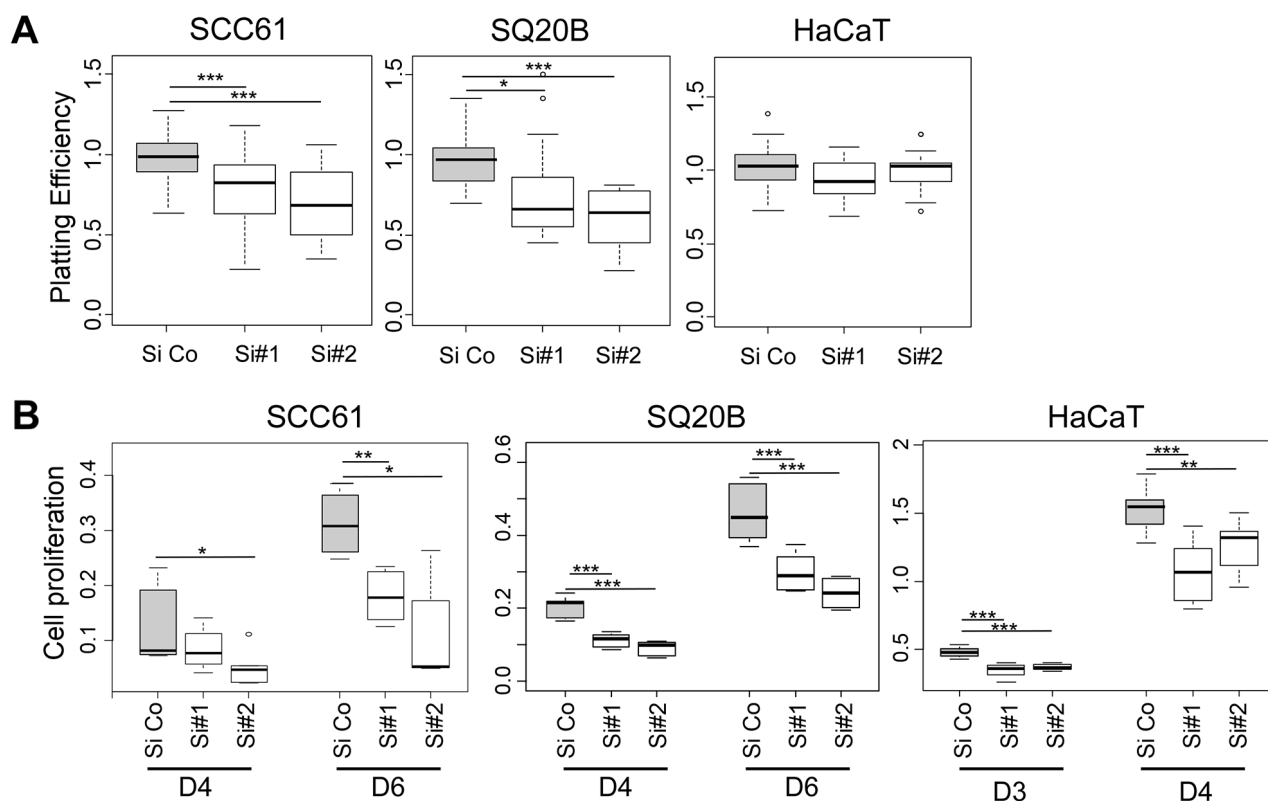 A
SCC61 SQ20B HaCaT
Platting Efficiency
1.5
1.0
0.5
0.0
***
***
1.5
1.0
0.5
0.0
***
*
1.5
1.0
0.5
0.0
Si Co Si#1 Si#2
Si Co Si#1 Si#2
Si Co Si#1 Si#2
B
SCC61 SQ20B HaCaT
Cell proliferation
0.4
0.3
0.2
0.1
*
**
*
0.6
0.4
0.2
0.0
***
***
***
***
2
1.5
1.0
0.5
***
***
***
**
Si Co Si#1 Si#2 Si Co Si#1 Si#2
D4 D6
Si Co Si#1 Si#2 Si Co Si#1 Si#2
D4 D6
Si Co Si#1 Si#2 Si Co Si#1 Si#2
D3 D4